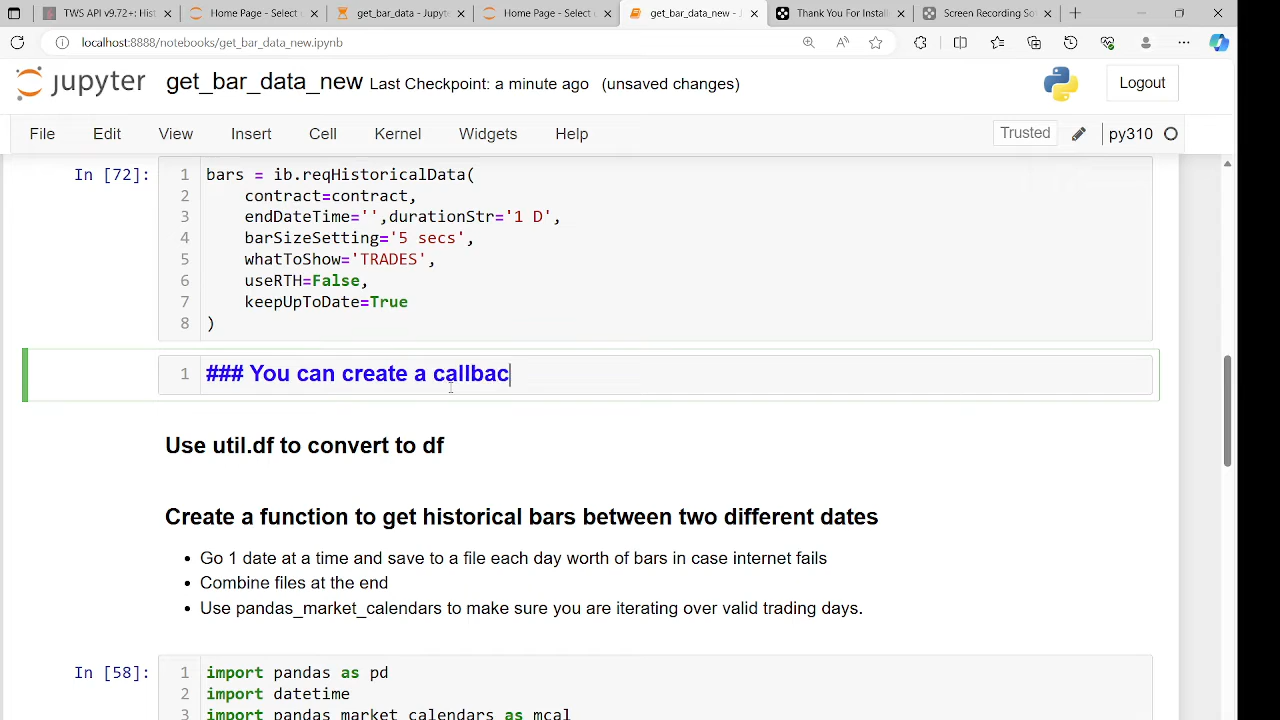 TWS API v9.72+: Hist
Home Page - Select o
get_bar_data - Jupyte
Home Page - Select o
get_bar_data_new - J
Thank You For Install
Screen Recording So
localhost:8888/notebooks/get_bar_data_new.ipynb
jupyter get_bar_data_new Last Checkpoint: a minute ago (unsaved changes)
Logout
File Edit View Insert Cell Kernel Widgets Help
Trusted py310
In [72]:
1 bars = ib.reqHistoricalData(
2 contract=contract,
3 endDateTime='',durationStr='1 D',
4 barSizeSetting='5 secs',
5 whatToShow='TRADES',
6 useRTH=False,
7 keepUpToDate=True
8 )
1 ### You can create a callbac
Use util.df to convert to df
Create a function to get historical bars between two different dates
• Go 1 date at a time and save to a file each day worth of bars in case internet fails
• Combine files at the end
• Use pandas_market_calendars to make sure you are iterating over valid trading days.
In [58]:
1 import pandas as pd
2 import datetime
3 import pandas_market_calendars as mcal